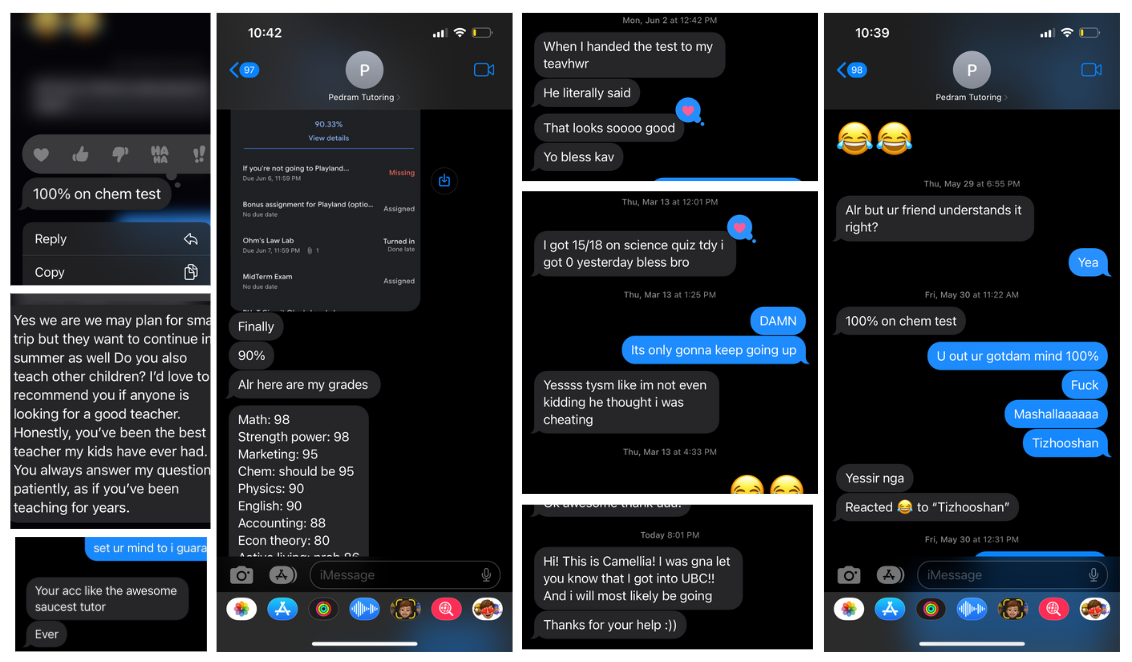 HA
HA
100% on chem test
Reply
Copy
Yes we are we may plan for sma
trip but they want to continue in
summer as well Do you also
teach other children? I'd love to
recommend you if anyone is
looking for a good teacher.
Honestly, you've been the best
teacher my kids have ever had.
You always answer my question
patiently, as if you've been
teaching for years.
set ur mind to i guara
Your acc like the awesome
saucest tutor
Ever
10:42
97
P
Pedram Tutoring
90.33%
View details
If you're not going to Playland...
Due Jun 6, 11:59 PM
Missing
Bonus assignment for Playland (optio...
No due date
Assigned
Ohm's Law Lab
Due Jun 7, 11:59 PM 1
Turned in
Done late
MidTerm Exam
No due date
Assigned
Finally
90%
Alr here are my grades
Math: 98
Strength power: 98
Marketing: 95
Chem: should be 95
Physics: 90
English: 90
Accounting: 88
Econ theory: 80
Active living: prob 86
iMessage
Mon, Jun 2 at 12:42 PM
When I handed the test to my
teavhwr
He literally said
That looks soooo good
Yo bless kav
Thu, Mar 13 at 12:01 PM
I got 15/18 on science quiz tdy i
got 0 yesterday bless bro
Thu, Mar 13 at 1:25 PM
DAMN
Its only gonna keep going up
Yessss tysm like im not even
kidding he thought i was
cheating
Thu, Mar 13 at 4:33 PM
Ok awesome thank
Today 8:01 PM
Hi! This is Camellia! I was gna let
you know that I got into UBC!!
And i will most likely be going
Thanks for your help :))
10:39
98
P
Pedram Tutoring
😂😂
Thu, May 29 at 6:55 PM
Alr but ur friend understands it
right?
Yea
Fri, May 30 at 11:22 AM
100% on chem test
U out ur gotdam mind 100%
Fuck
Mashallaaaaaa
Tizhooshan
Yessir nga
Reacted 😂 to “Tizhooshan”
Fri, May 30 at 12:31 PM
iMessage